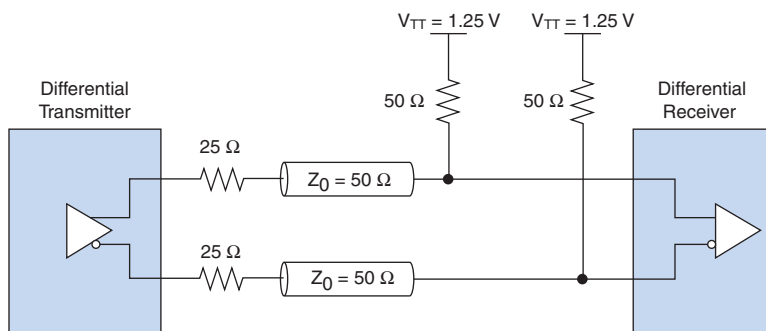 V_TT = 1.25 V V_TT = 1.25 V
Differential
Transmitter
50 Ω
50 Ω
Differential
Receiver
25 Ω
Z_0 = 50 Ω
25 Ω
Z_0 = 50 Ω